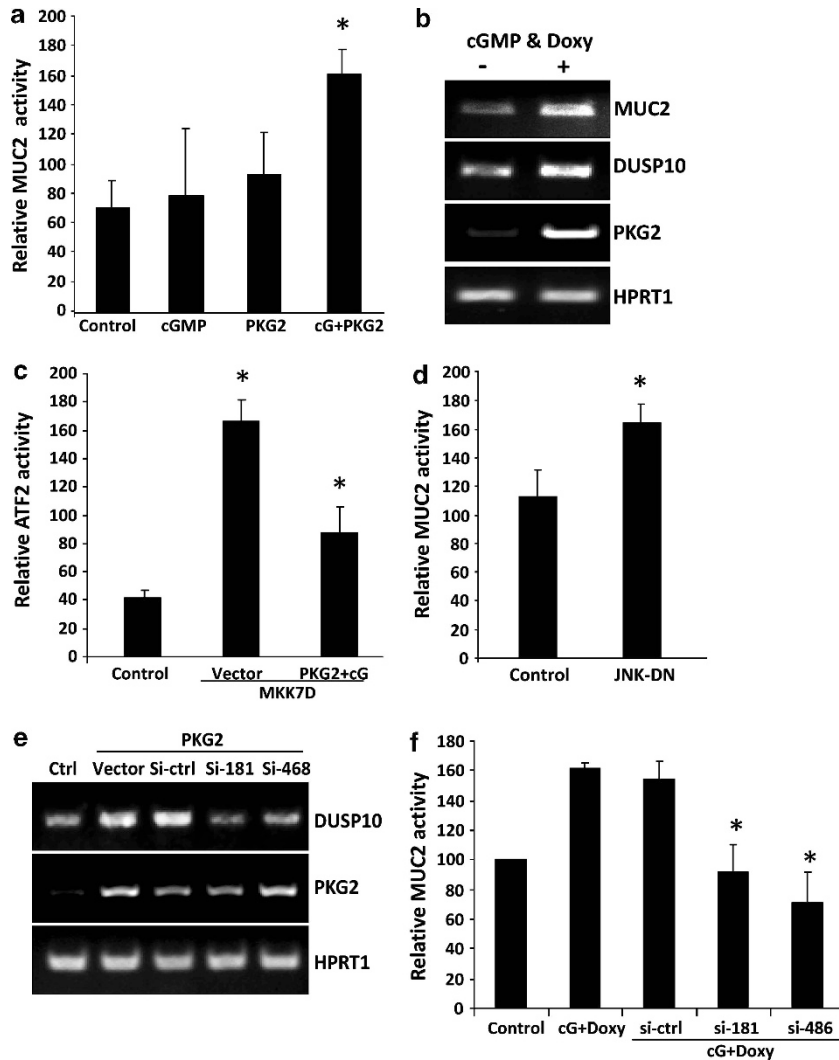 a
Relative MUC2 activity
200
180
160
140
120
100
80
60
40
20
0
*
Control cGMP PKG2 cG+PKG2
b
cGMP & Doxy
- +
MUC2
DUSP10
PKG2
HPRT1
c
Relative ATF2 activity
200
180
160
140
120
100
80
60
40
20
0
*
*
Control Vector PKG2+cG
MKK7D
d
Relative MUC2 activity
200
180
160
140
120
100
80
60
40
20
0
*
Control JNK-DN
e
PKG2
Ctrl Vector Si-ctrl Si-181 Si-468
DUSP10
PKG2
HPRT1
f
Relative MUC2 activity
200
180
160
140
120
100
80
60
40
20
0
*
*
Control cG+Doxy si-ctrl si-181 si-486
cG+Doxy